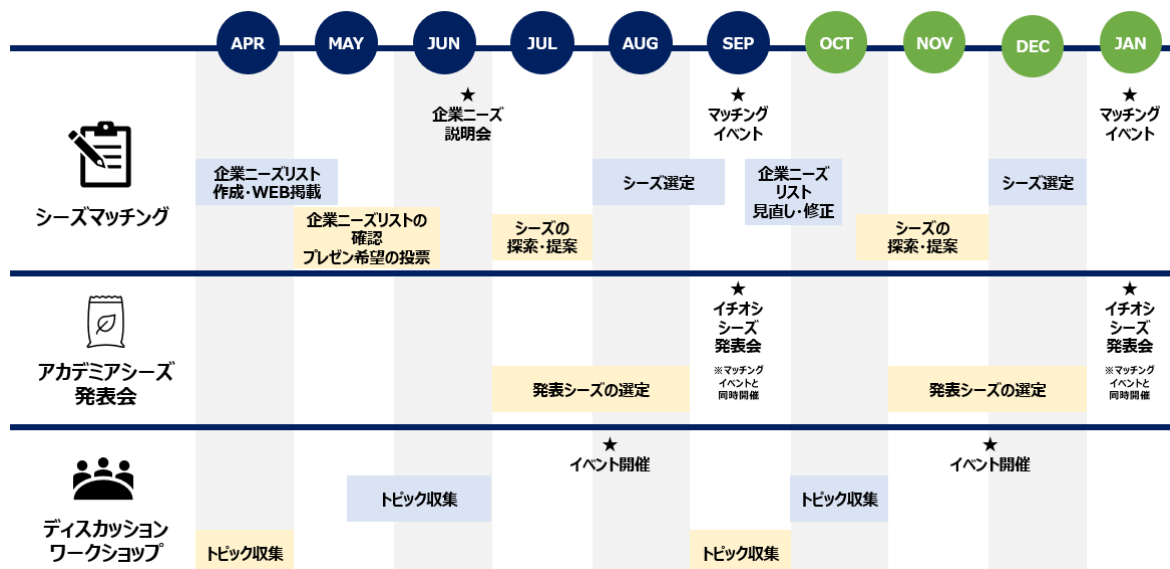 APR MAY JUN JUL AUG SEP OCT NOV DEC JAN
シーズマッチング
★
企業ニーズ
説明会
★
マッチング
イベント
★
マッチング
イベント
企業ニーズリスト
作成・WEB掲載
シーズ選定
企業ニーズ
リスト
見直し・修正
シーズ選定
企業ニーズリストの
確認
プレゼン希望の投票
シーズの
探索・提案
シーズの
探索・提案
アカデミアシーズ
発表会
★
イチオシ
シーズ
発表会
※マッチング
イベントと
同時開催
★
イチオシ
シーズ
発表会
※マッチング
イベントと
同時開催
発表シーズの選定
発表シーズの選定
ディスカッション
ワークショップ
★
イベント開催
★
イベント開催
トピック収集
トピック収集
トピック収集
トピック収集